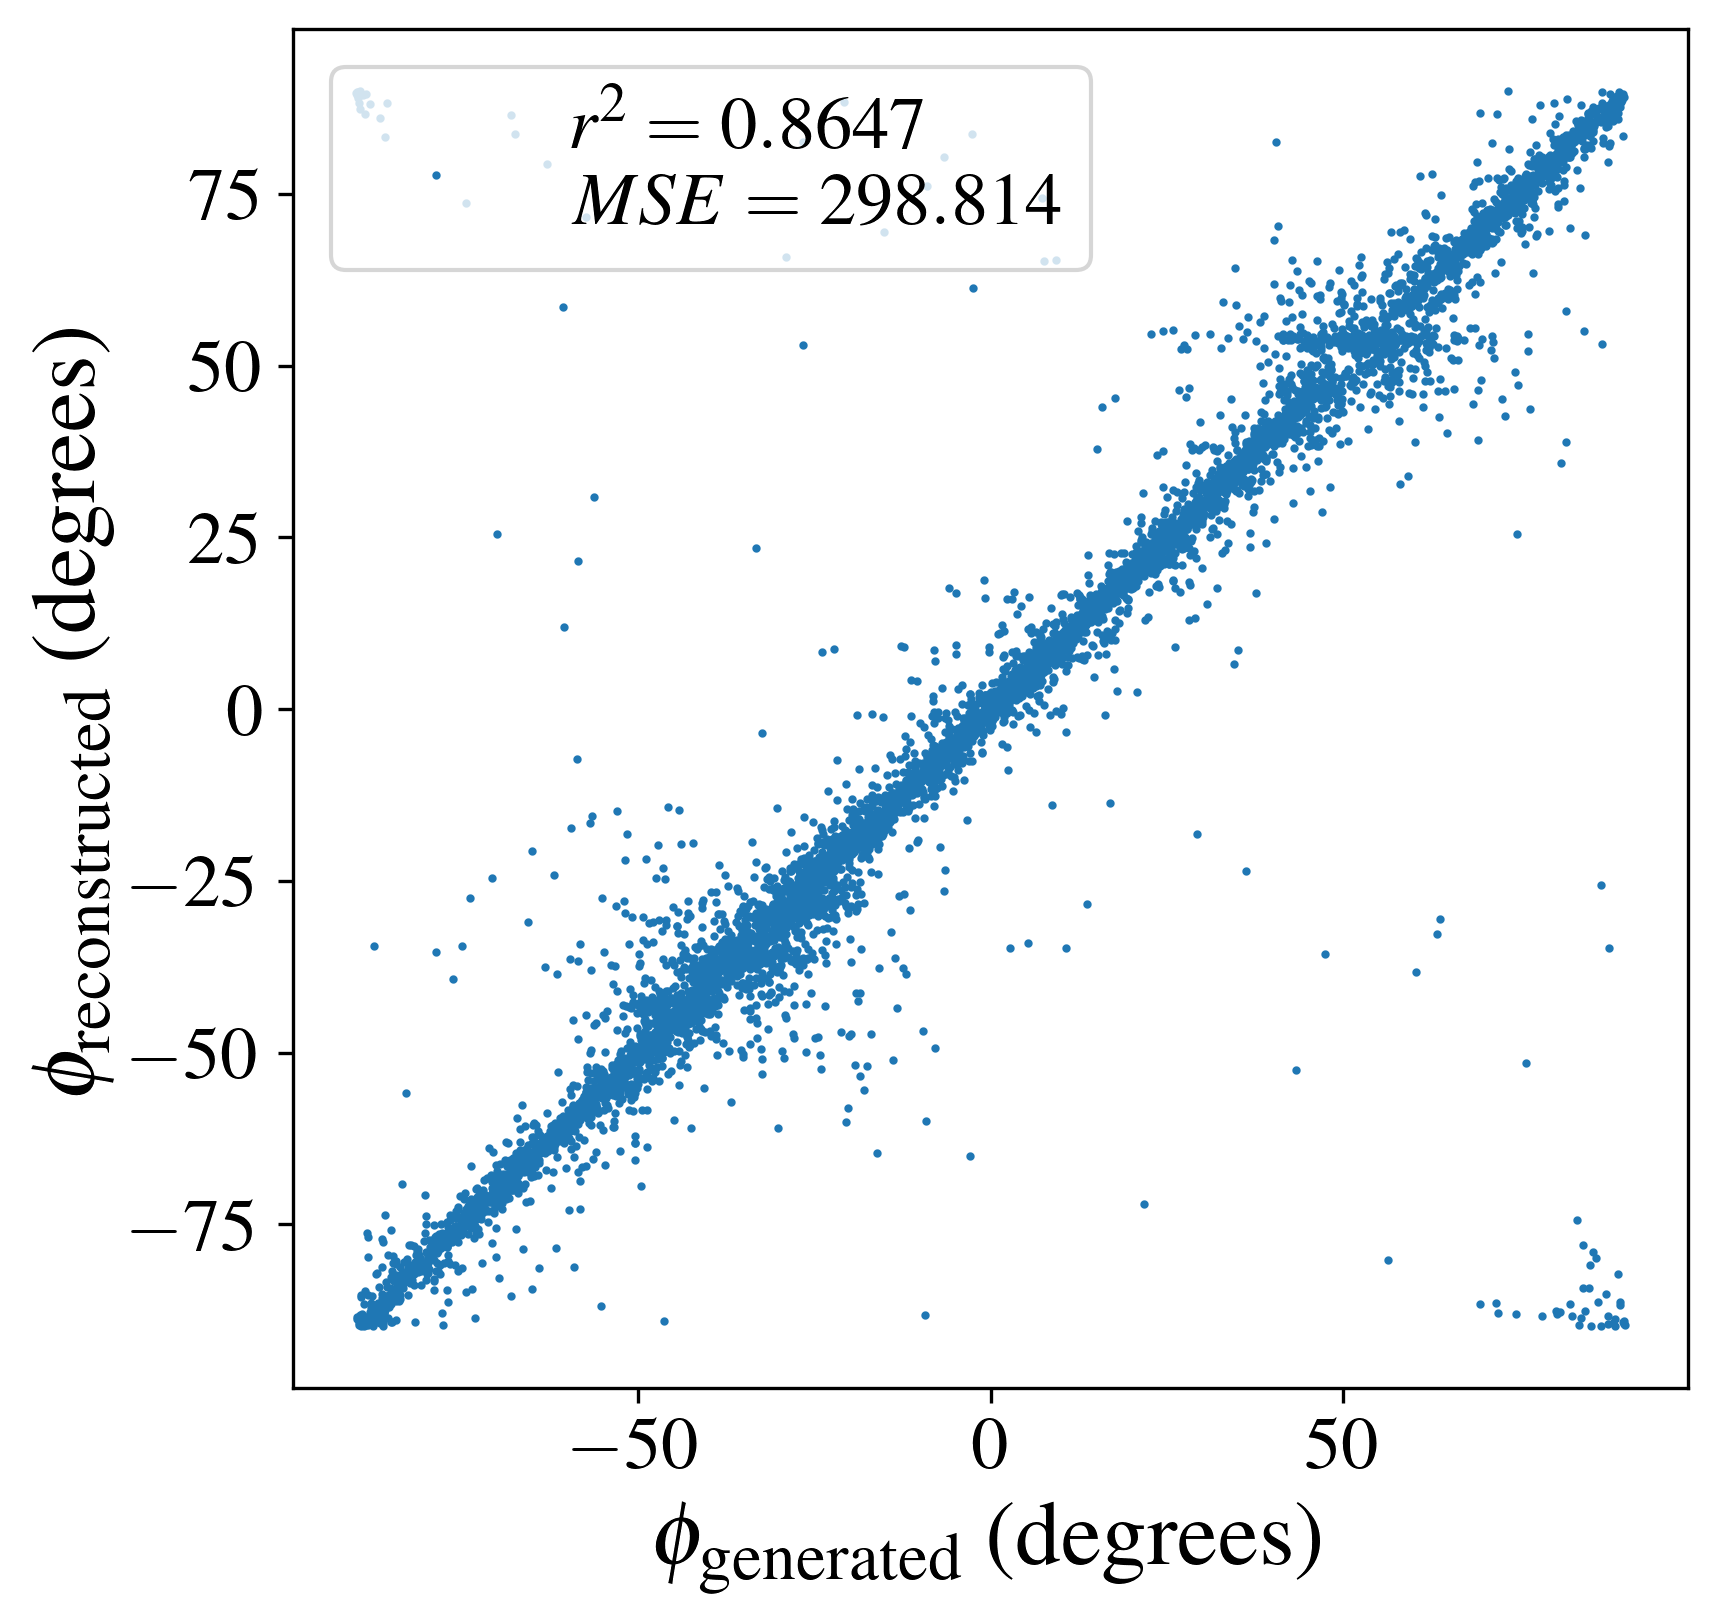 r² = 0.8647
MSE = 298.814
ϕreconstructed (degrees)
75
50
25
0
−25
−50
−75
−50 0 50
ϕgenerated (degrees)